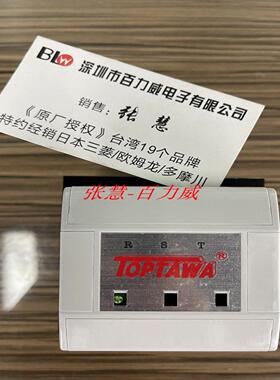 BLW 深圳市百力威电子有限公司
销售: 张 慧
《原厂授权》台湾19个品牌
特约经销日本三菱/欧姆龙/多摩川
张慧-百力威
R S T
TOPTAWA®